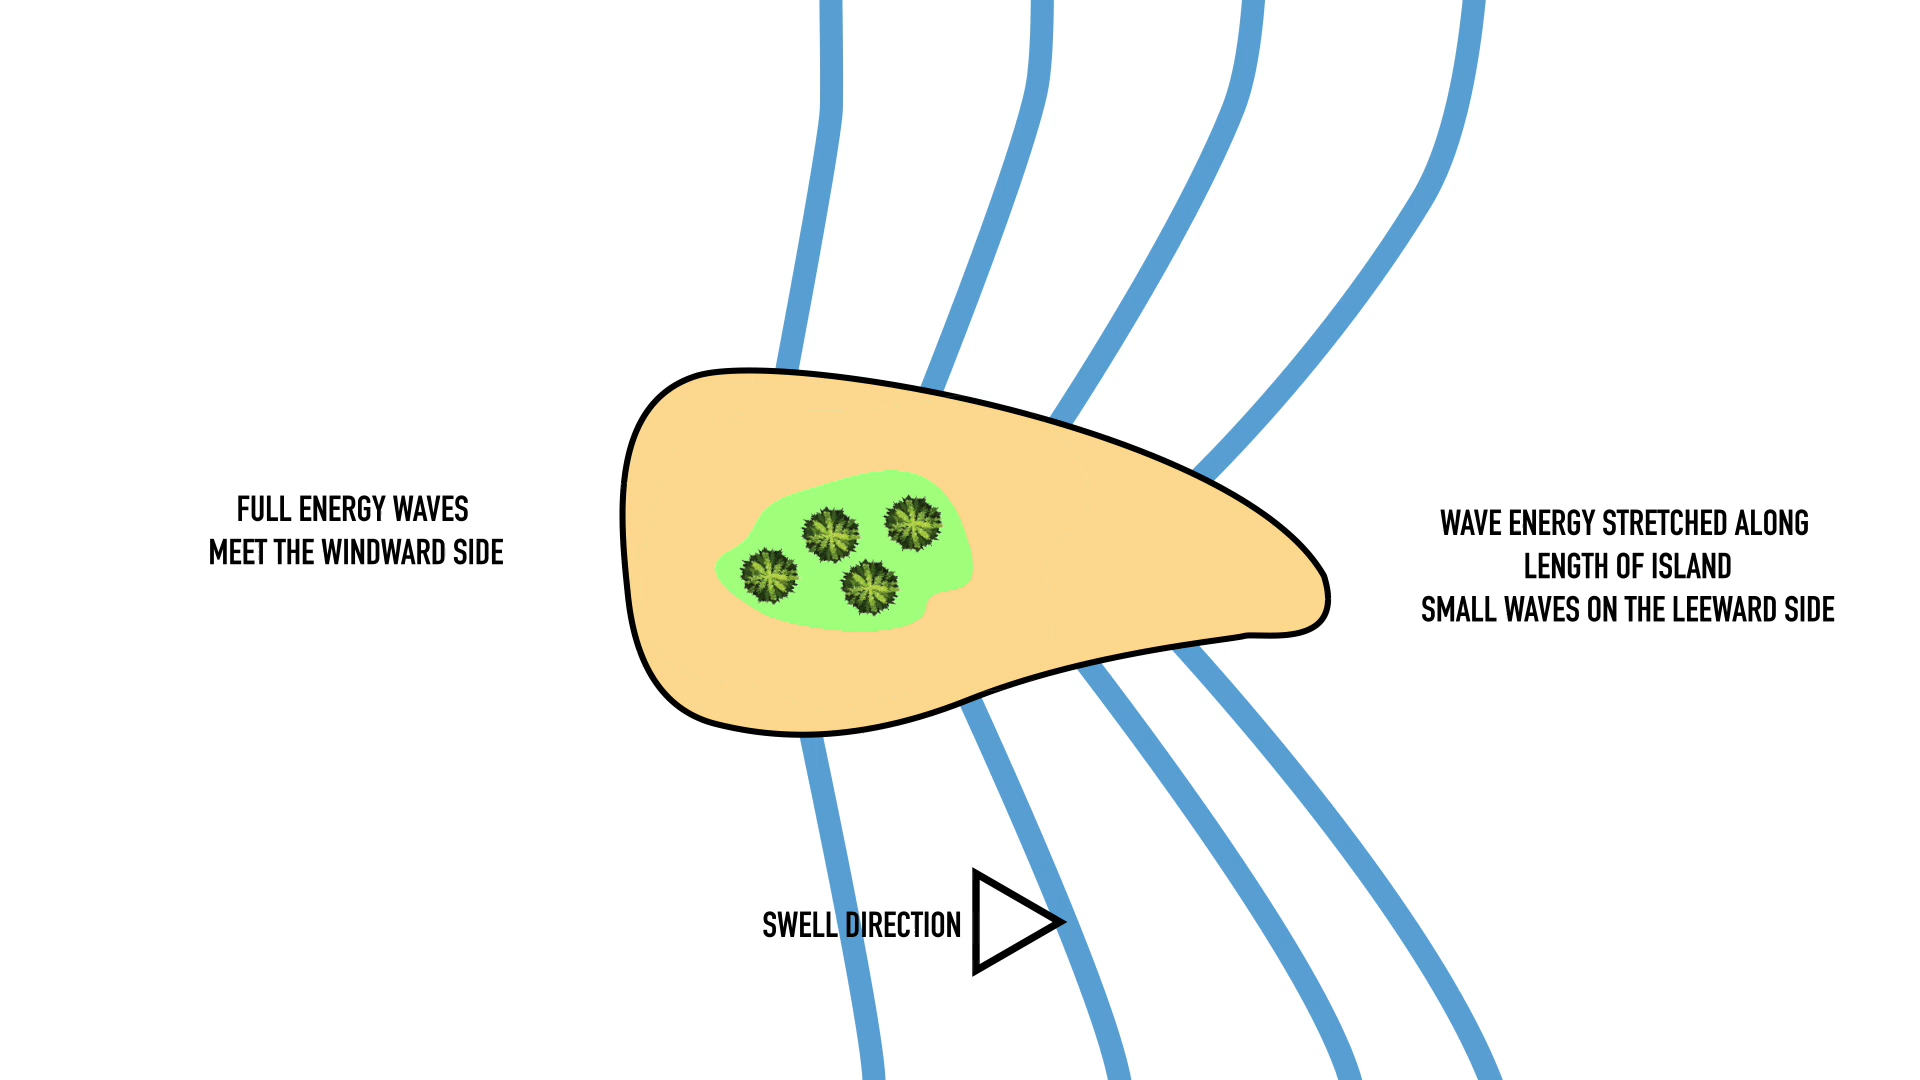 FULL ENERGY WAVES
MEET THE WINDWARD SIDE
WAVE ENERGY STRETCHED ALONG
LENGTH OF ISLAND
SMALL WAVES ON THE LEEWARD SIDE
SWELL DIRECTION